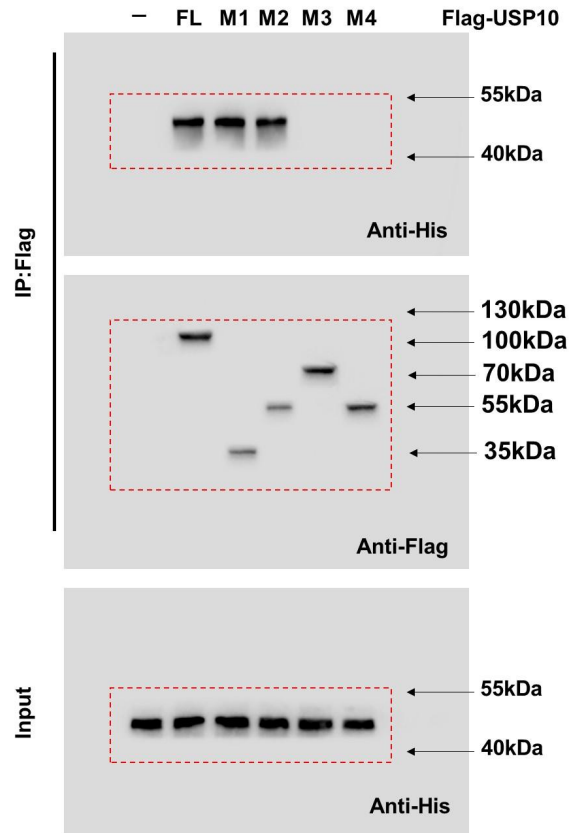 – FL M1 M2 M3 M4 Flag-USP10
IP:Flag
55kDa
40kDa
Anti-His
130kDa
100kDa
70kDa
55kDa
35kDa
Anti-Flag
Input
55kDa
40kDa
Anti-His